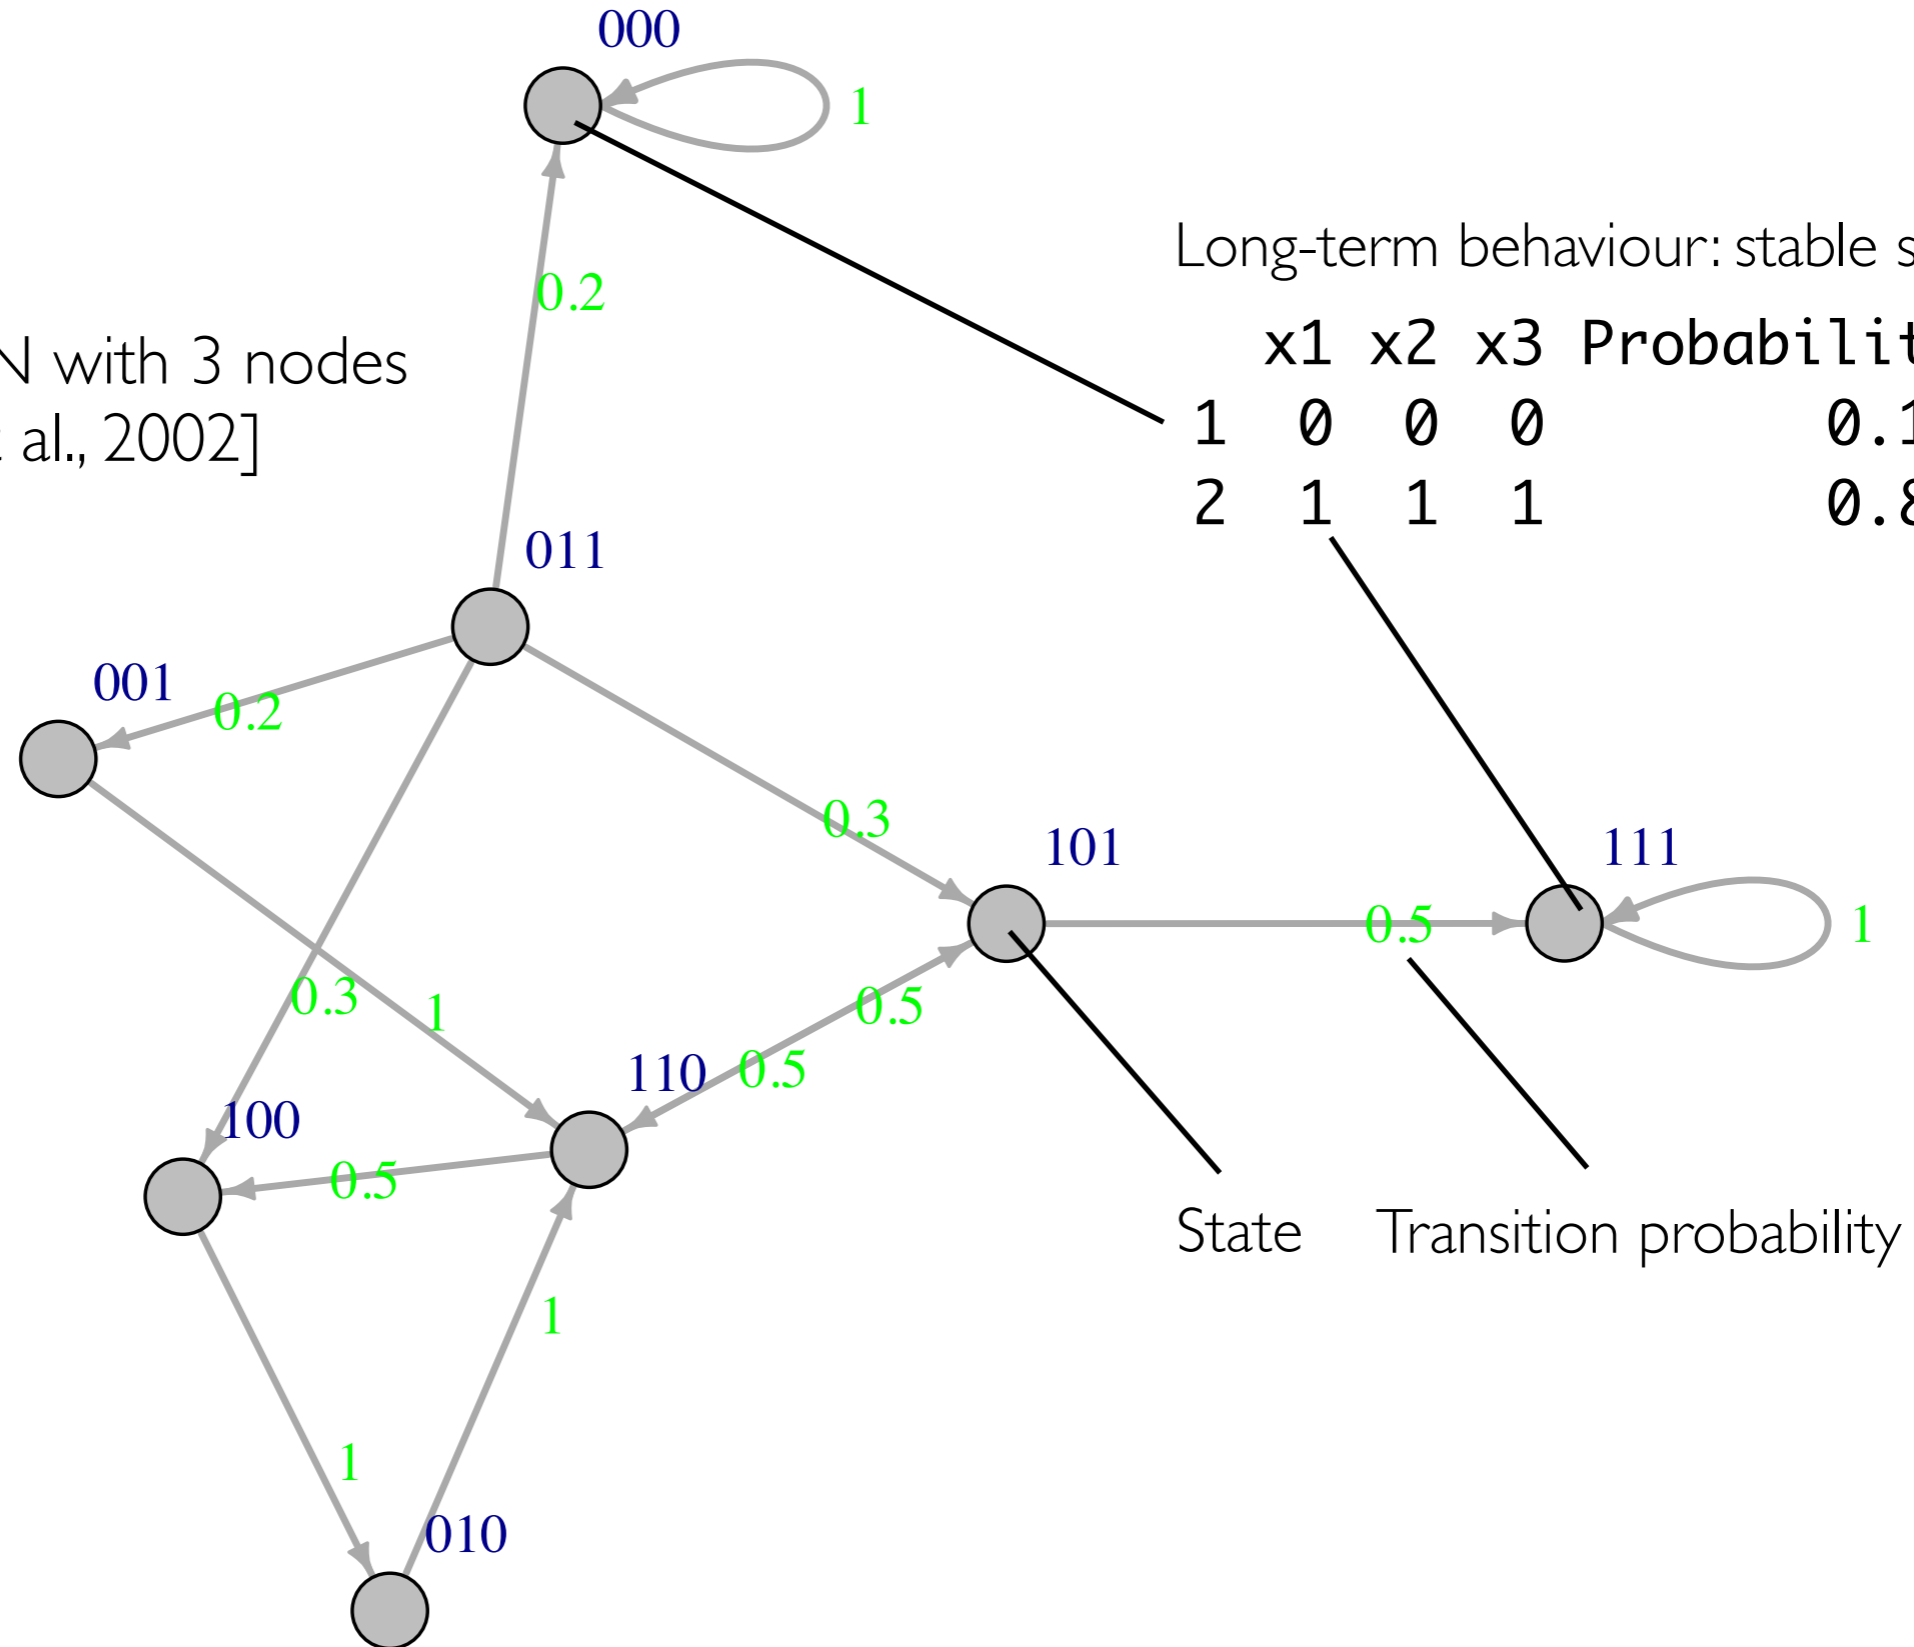 000
1
0.2
Long-term behaviour: stable s
N with 3 nodes
al., 2002]
x1 x2 x3 Probabilit
1 0 0 0 0.1
2 1 1 1 0.8
011
001
0.2
0.3
101
111
0.5
1
0.3
1
0.5
110
0.5
100
0.5
State
Transition probability
1
1
010